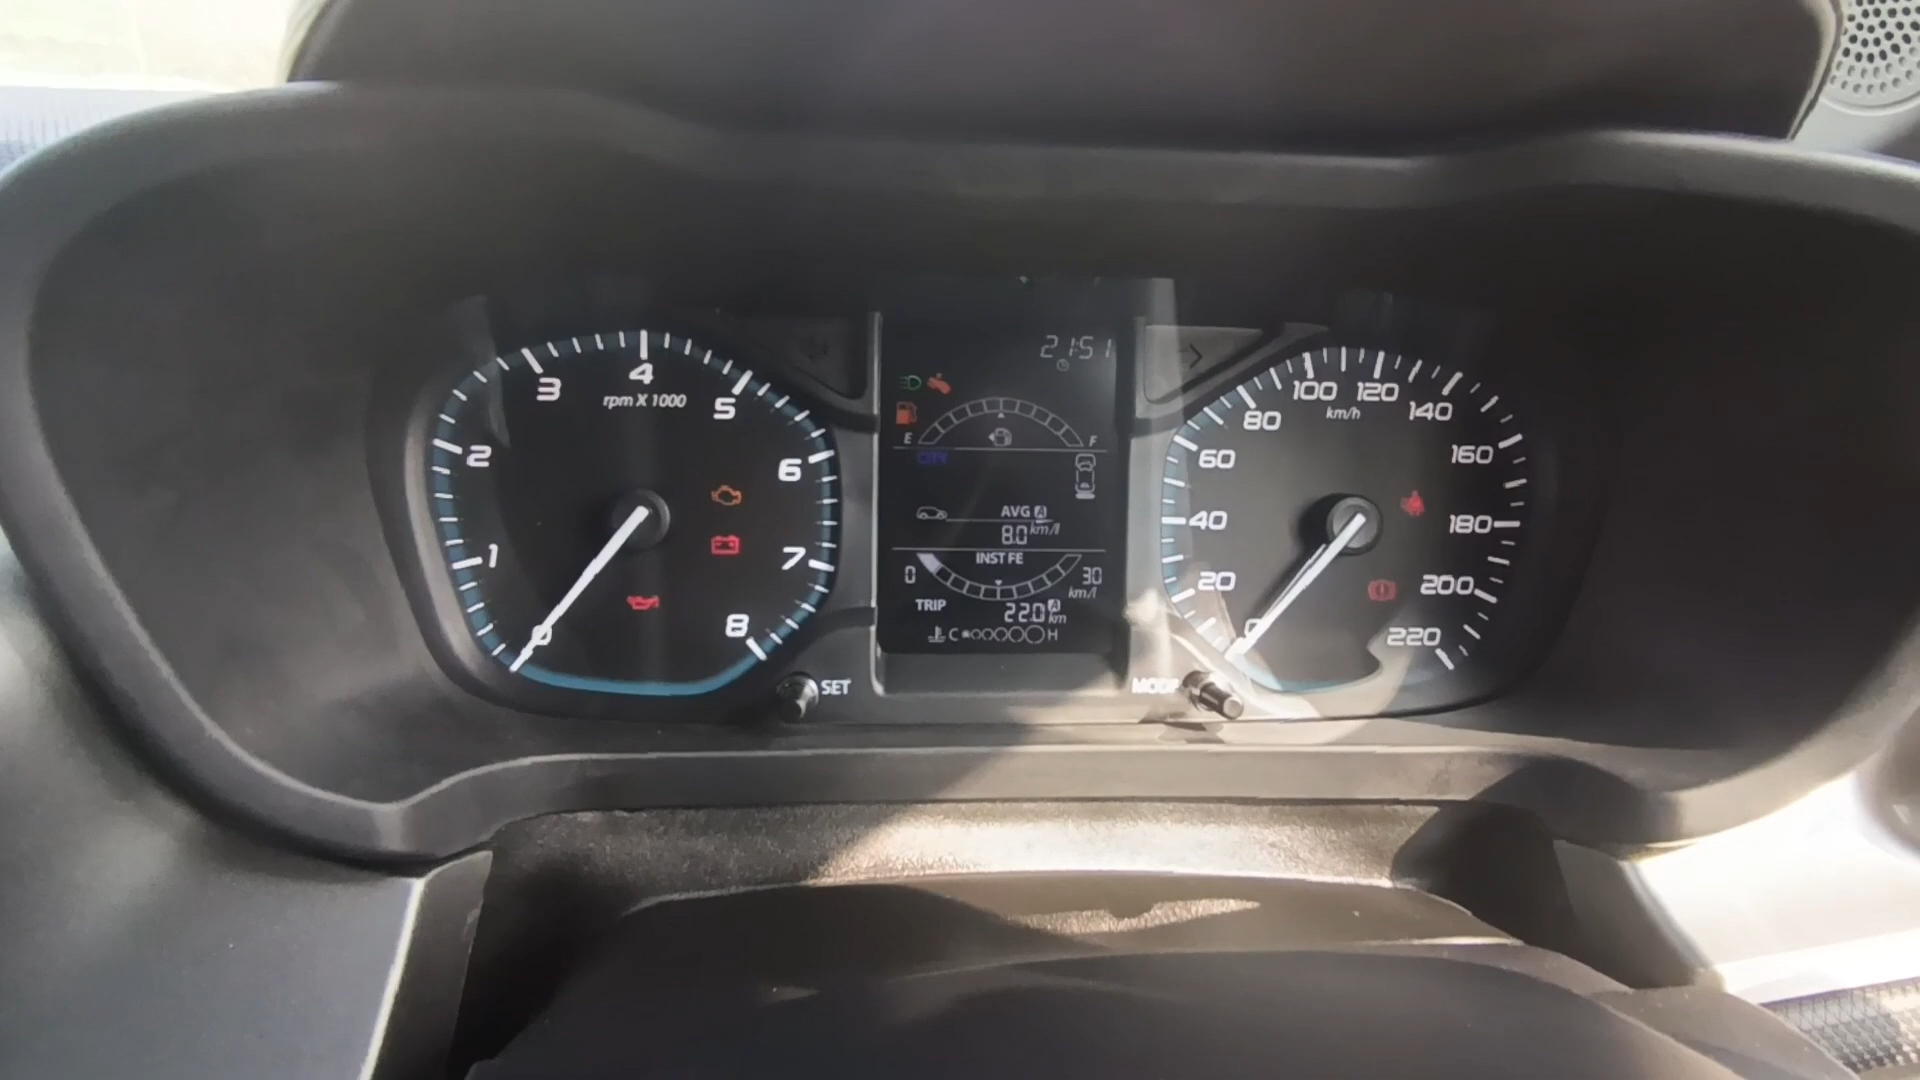 21:51
E F
CITY
AVG A
8.0 km/l
INST FE
0 30
km/l
TRIP 22.0 A km
C H
0 1 2 3 4 5 6 7 8
rpm X 1000
SET
0 20 40 60 80 100 120 140 160 180 200 220
km/h
MODE